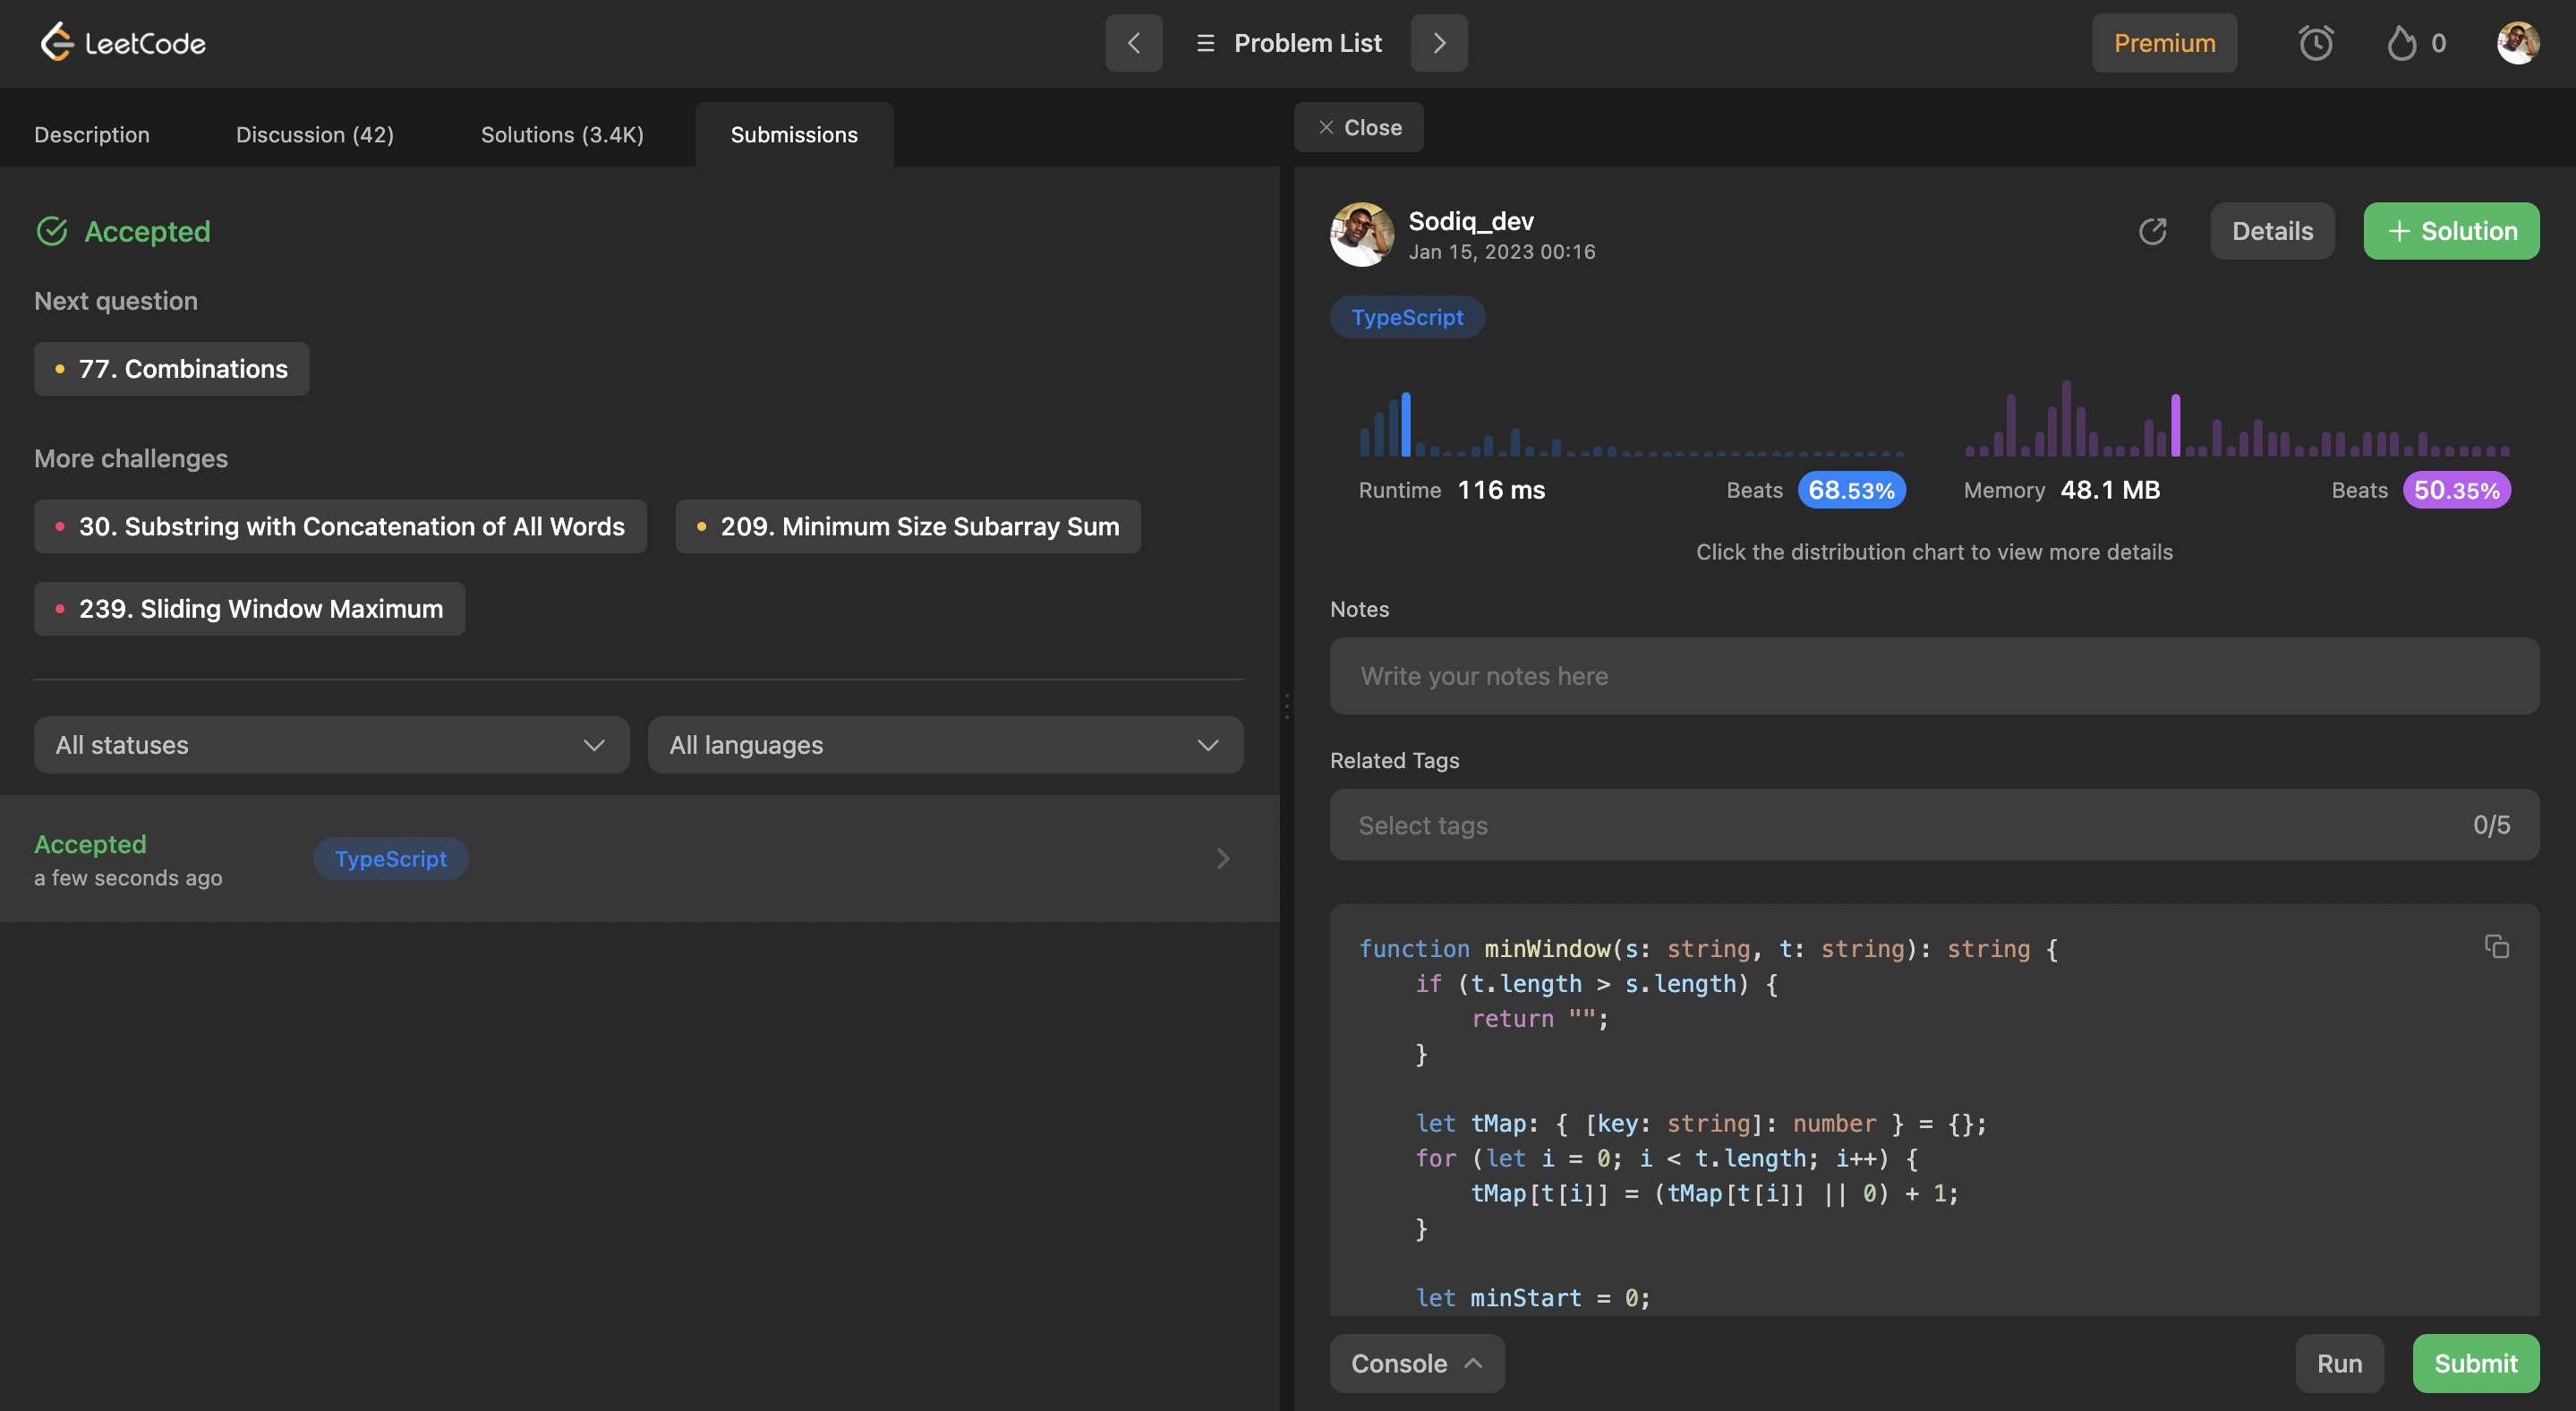 LeetCode
Problem List
Premium
0
Description
Discussion (42)
Solutions (3.4K)
Submissions
Close
Accepted
Next question
77. Combinations
More challenges
30. Substring with Concatenation of All Words
209. Minimum Size Subarray Sum
239. Sliding Window Maximum
All statuses
All languages
Accepted
a few seconds ago
TypeScript
Sodiq_dev
Jan 15, 2023 00:16
Details
+ Solution
TypeScript
Runtime 116 ms
Beats 68.53%
Memory 48.1 MB
Beats 50.35%
Click the distribution chart to view more details
Notes
Write your notes here
Related Tags
Select tags
0/5
function minWindow(s: string, t: string): string {
    if (t.length > s.length) {
        return "";
    }

    let tMap: { [key: string]: number } = {};
    for (let i = 0; i < t.length; i++) {
        tMap[t[i]] = (tMap[t[i]] || 0) + 1;
    }

    let minStart = 0;
Console
Run
Submit